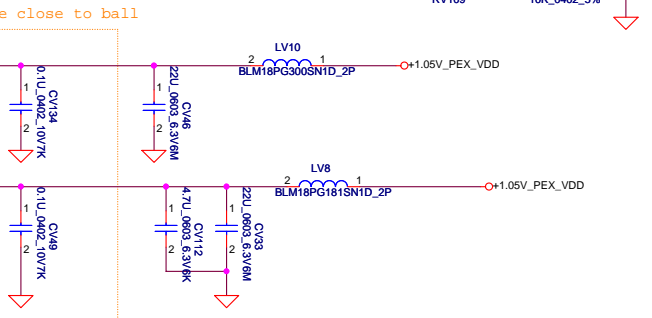 e close to ball
RV109
10K_0402_5%
LV10
2
1
BLM18PG300SN1D_2P
+1.05V_PEX_VDD
1
2
CV134
0.1U_0402_10V7K
1
2
CV46
22U_0603_6.3V6M
LV8
2
1
BLM18PG181SN1D_2P
+1.05V_PEX_VDD
1
2
CV49
0.1U_0402_10V7K
1
2
CV112
4.7U_0603_6.3V6K
1
2
CV33
22U_0603_6.3V6M